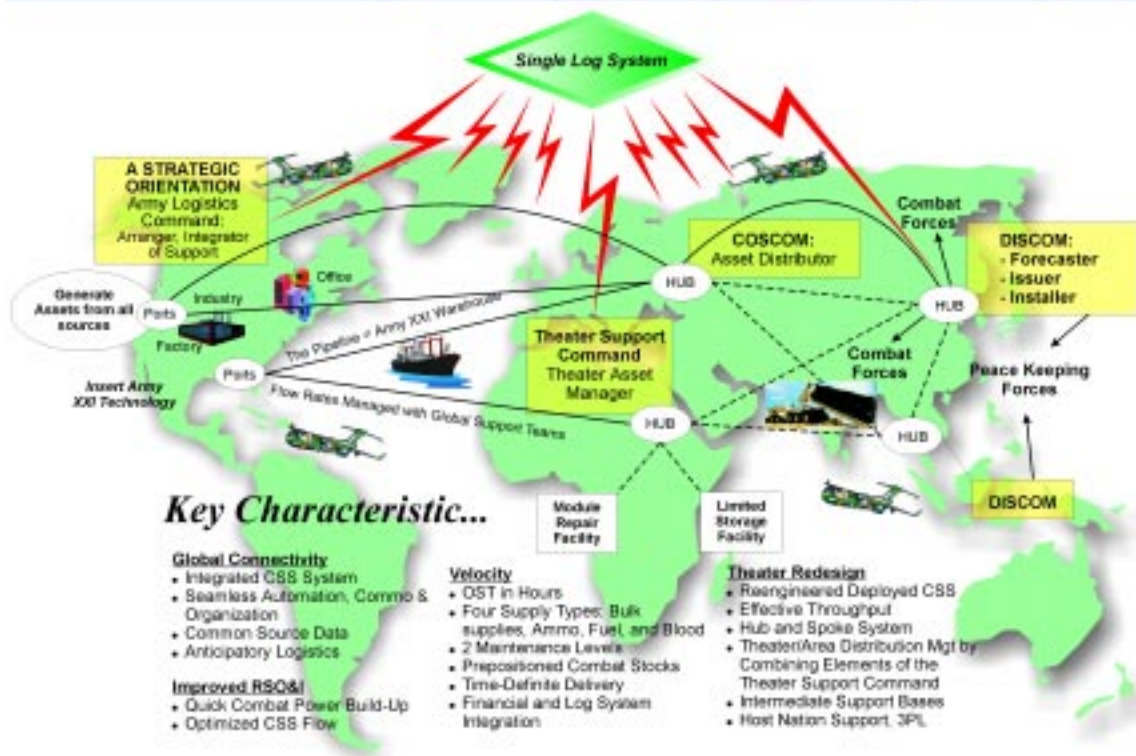 Single Log System
A STRATEGIC
ORIENTATION
Army Logistics
Command:
Arranger, Integrator
of Support
Combat
Forces
COSCOM:
Asset Distributor
DISCOM:
- Forecaster
- Issuer
- Installer
Generate
Assets from all
sources
Ports
Industry
Office
Factory
HUB
HUB
The Pipeline = Army XXI Warehouse
Insert Army
XXI Technology
Ports
Flow Rates Managed with Global Support Teams
Theater Support
Command
Theater Asset
Manager
Combat
Forces
Peace Keeping
Forces
HUB
HUB
DISCOM
Module
Repair
Facility
Limited
Storage
Facility
Key Characteristic...
Global Connectivity
• Integrated CSS System
• Seamless Automation, Commo &
Organization
• Common Source Data
• Anticipatory Logistics
Improved RSO&I
• Quick Combat Power Build-Up
• Optimized CSS Flow
Velocity
• OST in Hours
• Four Supply Types: Bulk
supplies, Ammo, Fuel, and Blood
• 2 Maintenance Levels
• Prepositioned Combat Stocks
• Time-Definite Delivery
• Financial and Log System
Integration
Theater Redesign
• Reengineered Deployed CSS
• Effective Throughput
• Hub and Spoke System
• Theater/Area Distribution Mgt by
Combining Elements of the
Theater Support Command
• Intermediate Support Bases
• Host Nation Support, 3PL